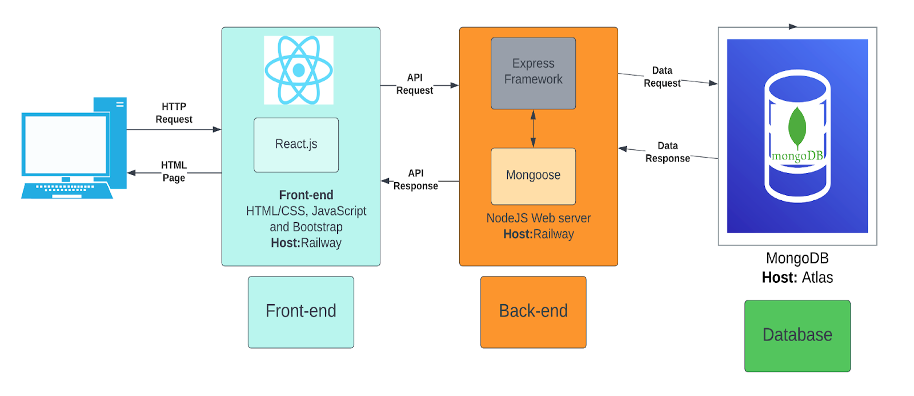 HTTP
Request
HTML
Page
React.js
Front-end
HTML/CSS, JavaScript
and Bootstrap
Host:Railway
Front-end
API
Request
API
Response
Express
Framework
Mongoose
NodeJS Web server
Host:Railway
Back-end
Data
Request
Data
Response
mongoDB
MongoDB
Host: Atlas
Database